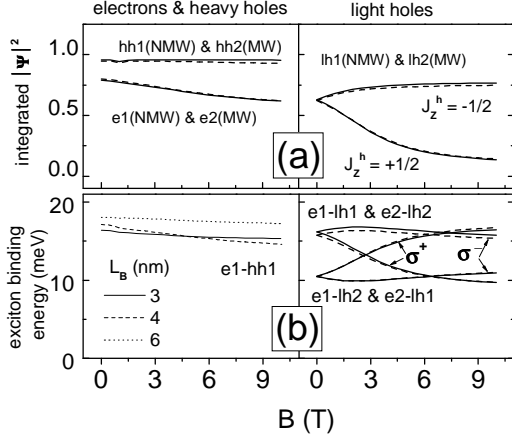 electrons & heavy holes
light holes
integrated |Ψ|²
1.0
0.5
0.0
hh1(NMW) & hh2(MW)
e1(NMW) & e2(MW)
lh1(NMW) & lh2(MW)
J_z^h = -1/2
J_z^h = +1/2
(a)
exciton binding
energy (meV)
20
10
0
e1-hh1
L_B (nm)
3
4
6
e1-lh1 & e2-lh2
σ⁺
σ⁻
e1-lh2 & e2-lh1
(b)
0 3 6 9 0 3 6 9
B (T)